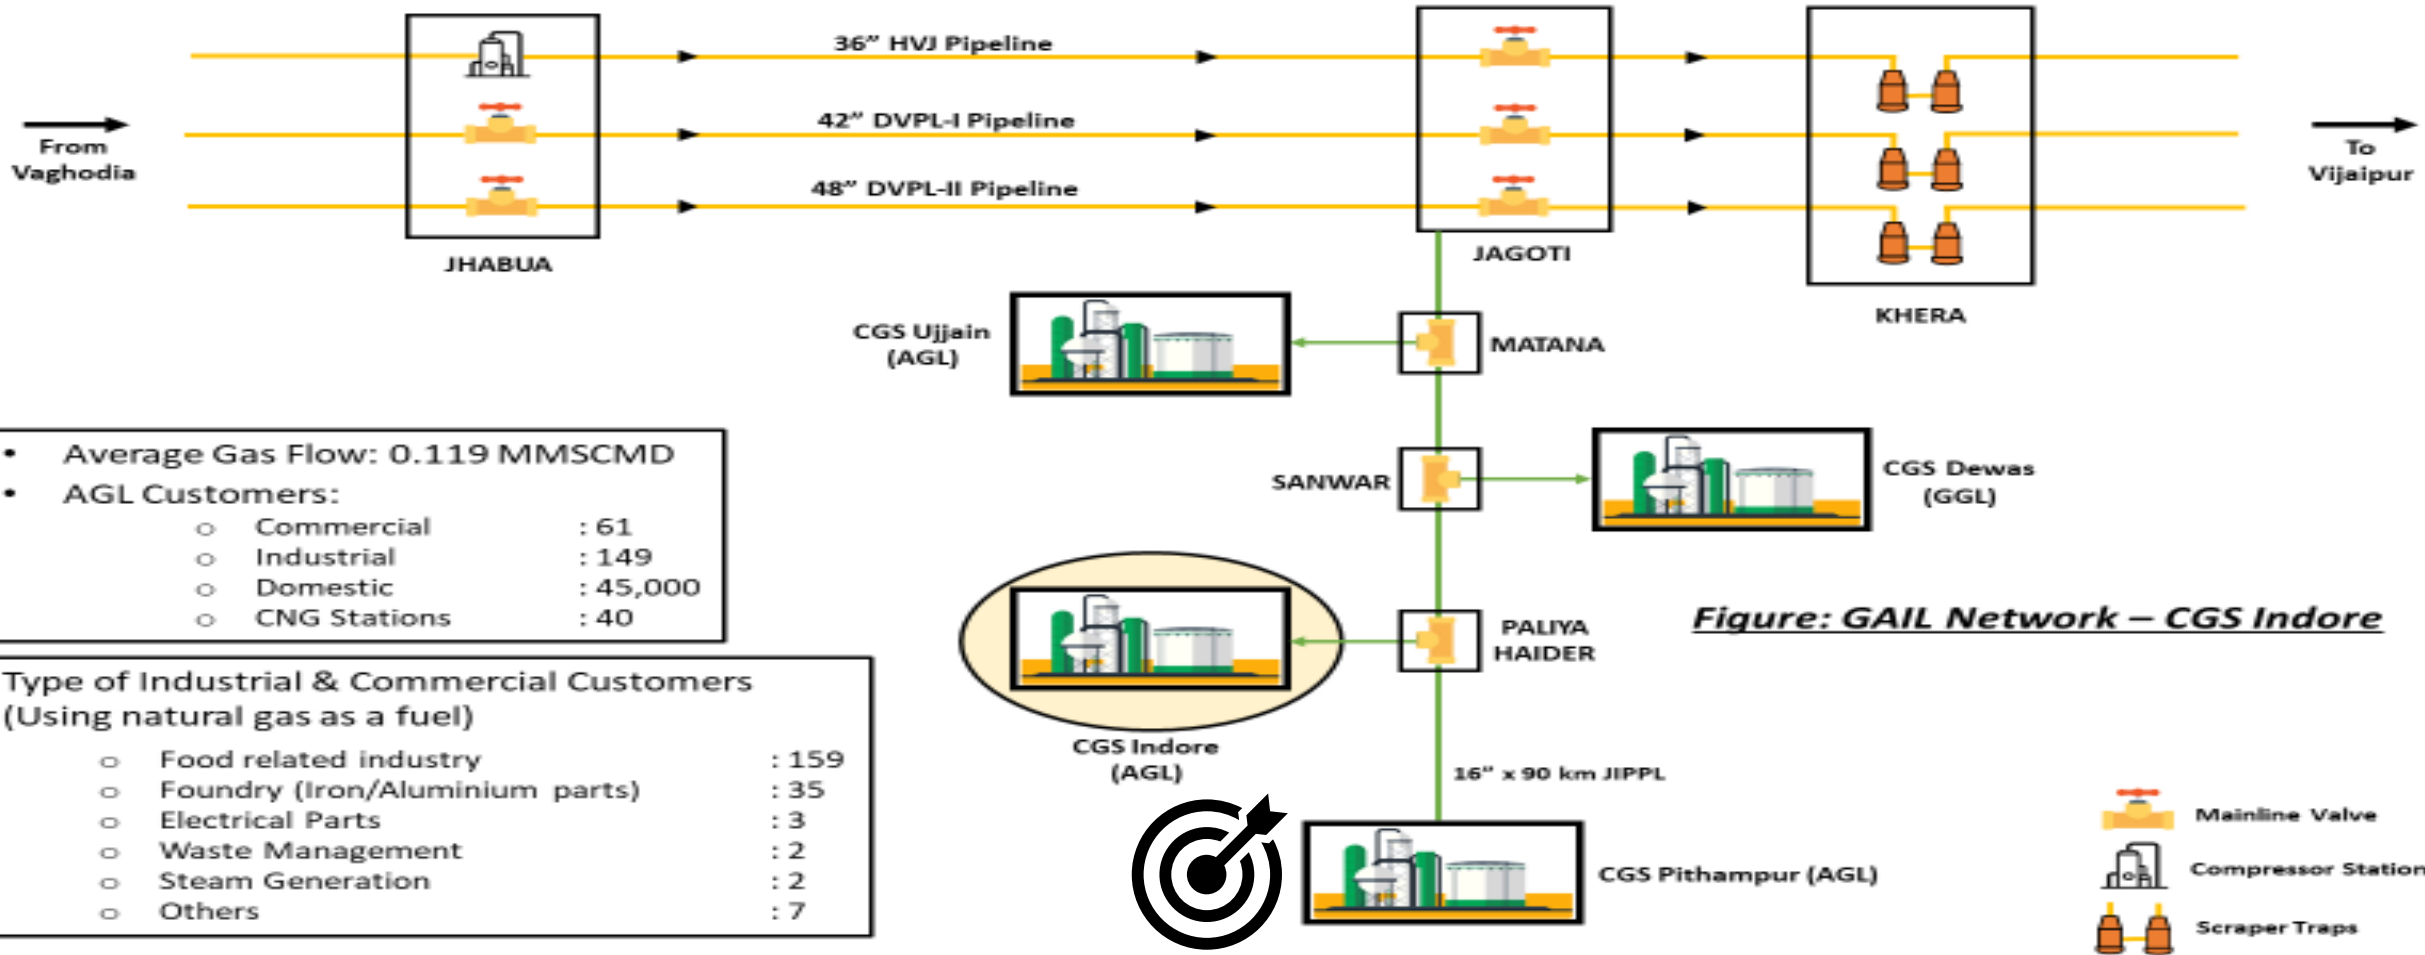 36” HVJ Pipeline
42” DVPL-I Pipeline
48” DVPL-II Pipeline
From
Vaghodia
To
Vijaipur
JHABUA
JAGOTI
KHERA
CGS Ujjain
(AGL)
MATANA
SANWAR
CGS Dewas
(GGL)
PALIYA
HAIDER
CGS Indore
(AGL)
16” x 90 km JIPPL
CGS Pithampur (AGL)
• Average Gas Flow: 0.119 MMSCMD
• AGL Customers:
o Commercial : 61
o Industrial : 149
o Domestic : 45,000
o CNG Stations : 40
Type of Industrial & Commercial Customers
(Using natural gas as a fuel)
o Food related industry : 159
o Foundry (Iron/Aluminium parts) : 35
o Electrical Parts : 3
o Waste Management : 2
o Steam Generation : 2
o Others : 7
Figure: GAIL Network – CGS Indore
Mainline Valve
Compressor Station
Scraper Traps